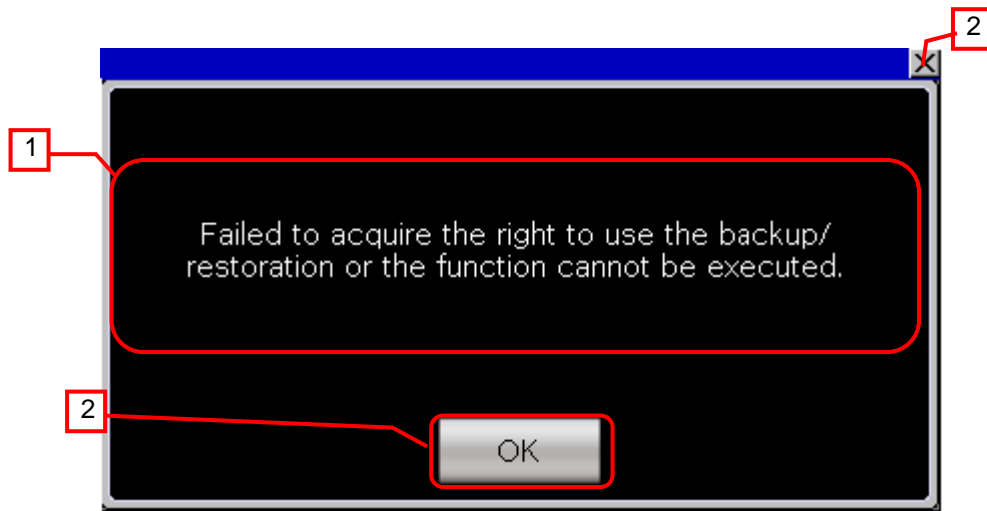 2
X
1
Failed to acquire the right to use the backup/
restoration or the function cannot be executed.
2
OK